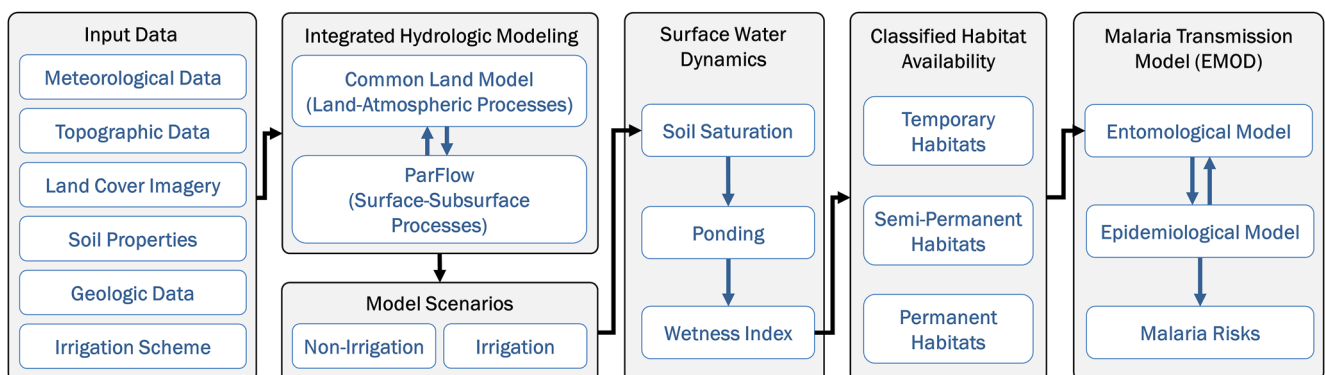 Input Data
Meteorological Data
Topographic Data
Land Cover Imagery
Soil Properties
Geologic Data
Irrigation Scheme
Integrated Hydrologic Modeling
Common Land Model
(Land-Atmospheric Processes)
ParFlow
(Surface-Subsurface
Processes)
Model Scenarios
Non-Irrigation
Irrigation
Surface Water
Dynamics
Soil Saturation
Ponding
Wetness Index
Classified Habitat
Availability
Temporary
Habitats
Semi-Permanent
Habitats
Permanent
Habitats
Malaria Transmission
Model (EMOD)
Entomological Model
Epidemiological Model
Malaria Risks